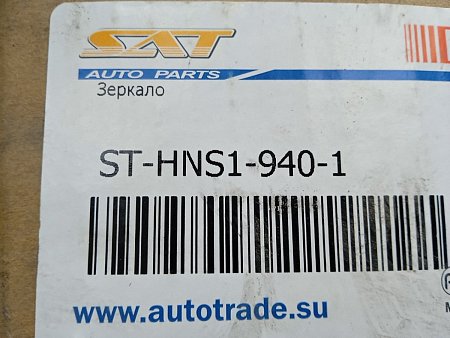 SAT
AUTO PARTS
Зеркало
ST-HNS1-940-1
www.autotrade.su